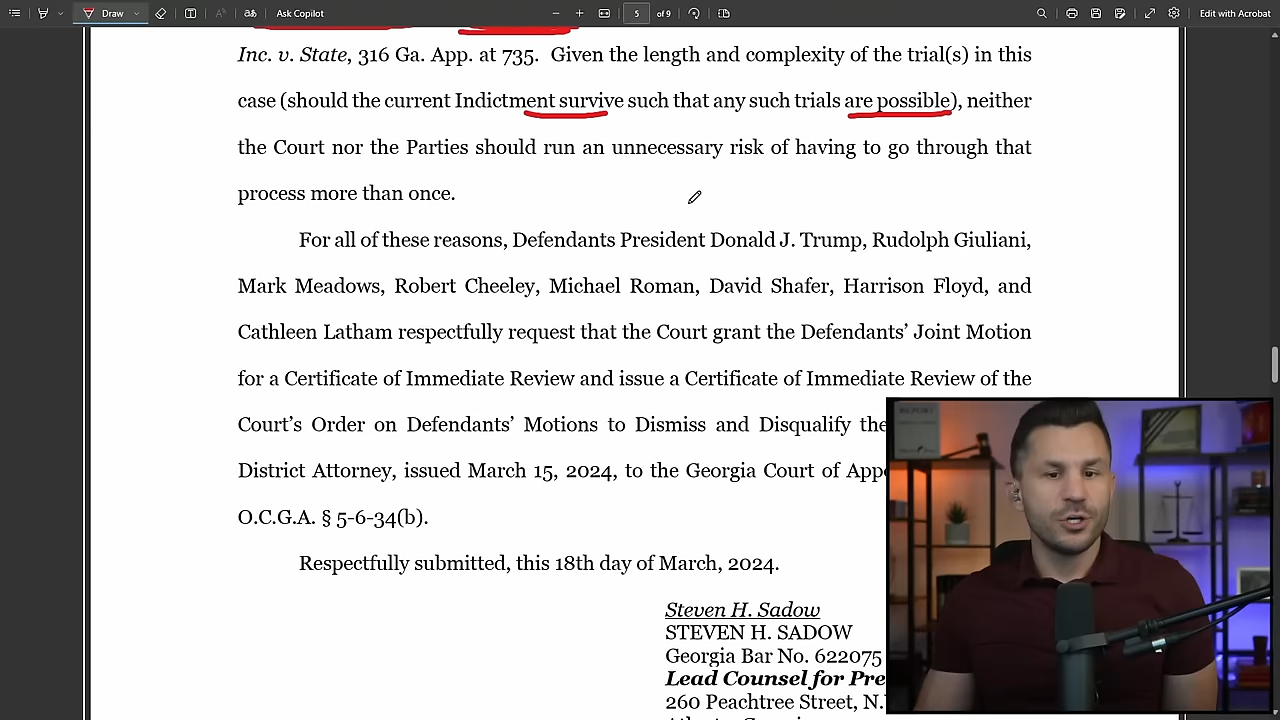 Draw
Ask Copilot
5 of 9
Edit with Acrobat
Inc. v. State, 316 Ga. App. at 735. Given the length and complexity of the trial(s) in this
case (should the current Indictment survive such that any such trials are possible), neither
the Court nor the Parties should run an unnecessary risk of having to go through that
process more than once.
For all of these reasons, Defendants President Donald J. Trump, Rudolph Giuliani,
Mark Meadows, Robert Cheeley, Michael Roman, David Shafer, Harrison Floyd, and
Cathleen Latham respectfully request that the Court grant the Defendants’ Joint Motion
for a Certificate of Immediate Review and issue a Certificate of Immediate Review of the
Court’s Order on Defendants’ Motions to Dismiss and Disqualify the
District Attorney, issued March 15, 2024, to the Georgia Court of Appe
O.C.G.A. § 5-6-34(b).
Respectfully submitted, this 18th day of March, 2024.
Steven H. Sadow
STEVEN H. SADOW
Georgia Bar No. 622075
Lead Counsel for Pre
260 Peachtree Street, N.